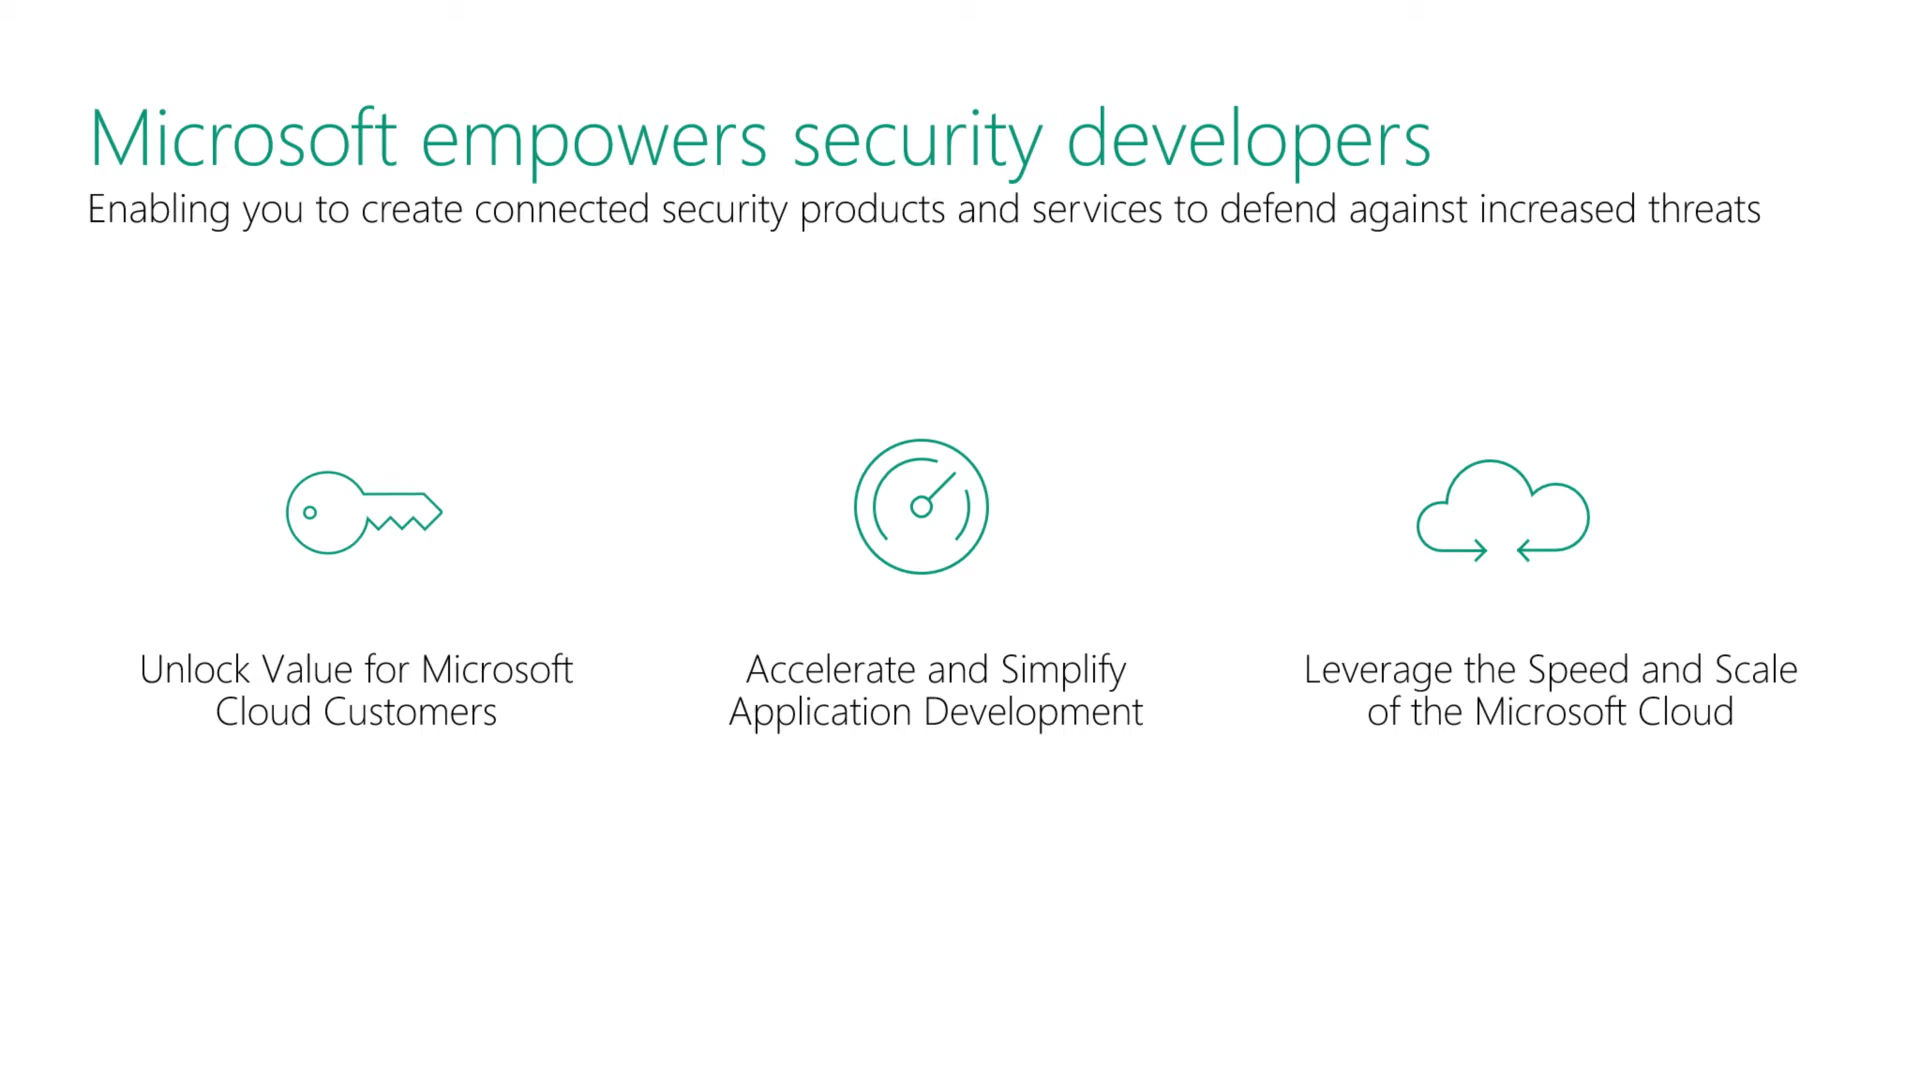 Microsoft empowers security developers
Enabling you to create connected security products and services to defend against increased threats
Unlock Value for Microsoft
Cloud Customers
Accelerate and Simplify
Application Development
Leverage the Speed and Scale
of the Microsoft Cloud